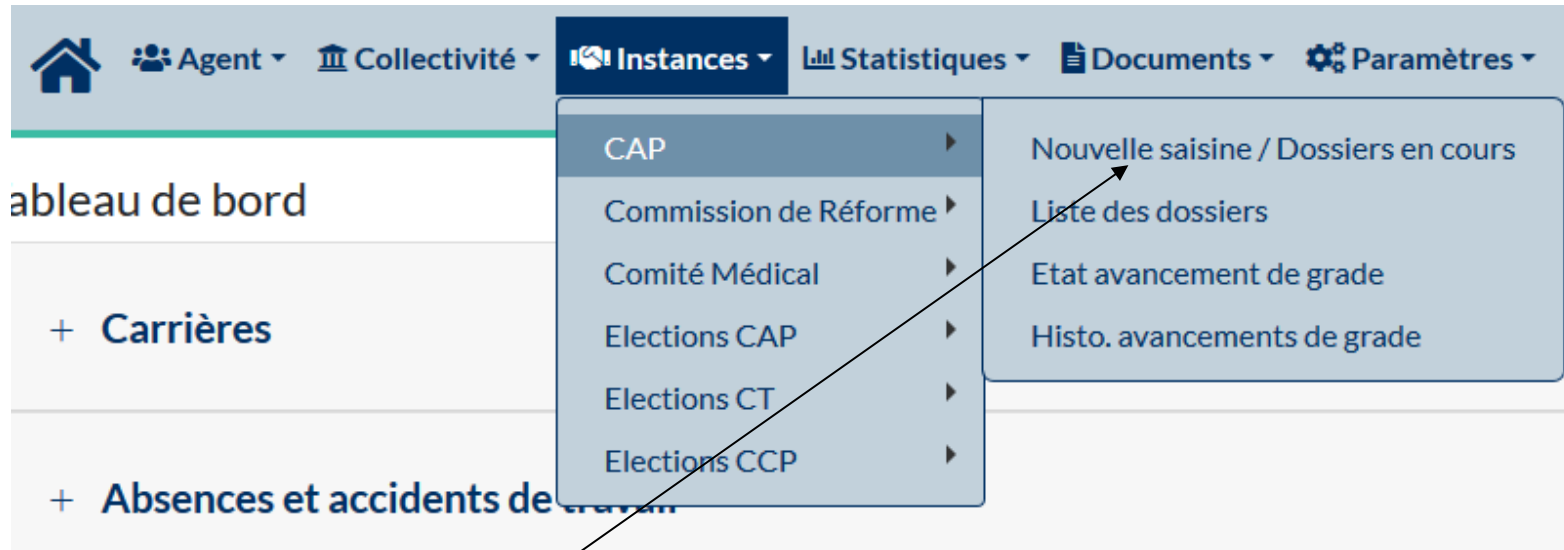 Agent Collectivité Instances Statistiques Documents Paramètres
CAP
Commission de Réforme
Comité Médical
Elections CAP
Elections CT
Elections CCP
Nouvelle saisine / Dossiers en cours
Liste des dossiers
Etat avancement de grade
Histo. avancements de grade
ableau de bord
+ Carrières
+ Absences et accidents de travail